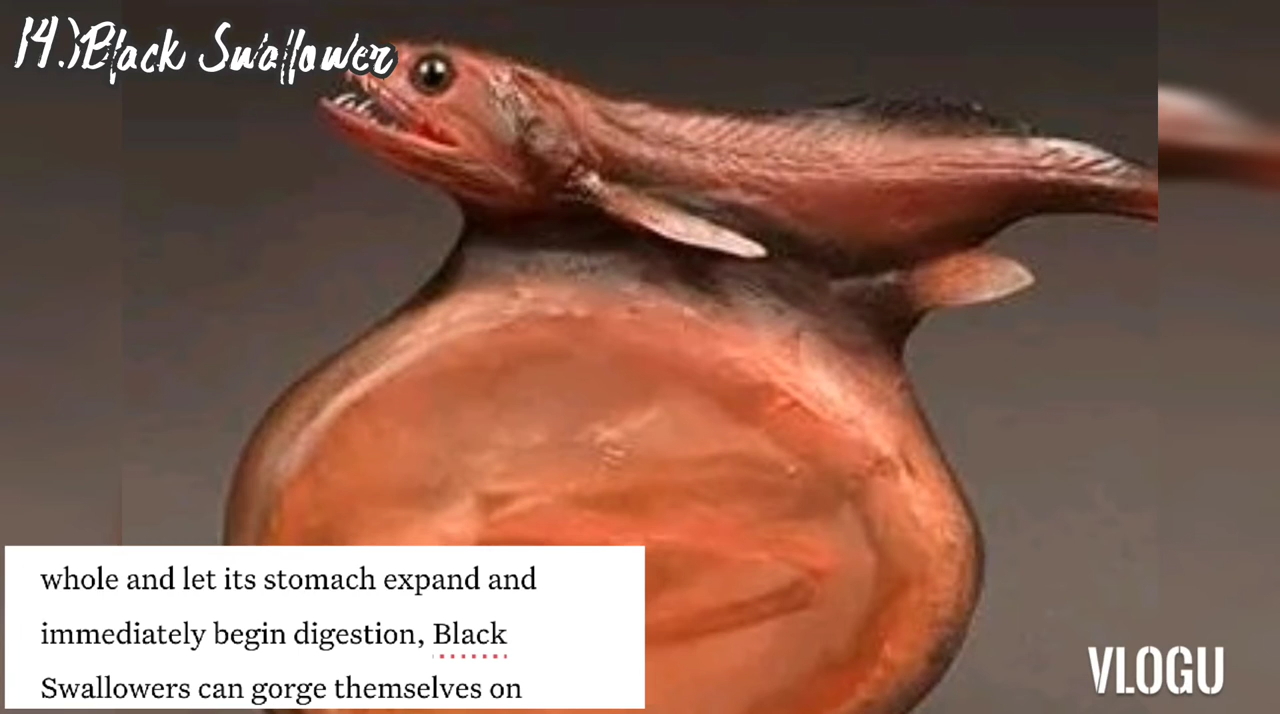 14.)Black Swallower
whole and let its stomach expand and
immediately begin digestion, Black
Swallowers can gorge themselves on
VLOGU